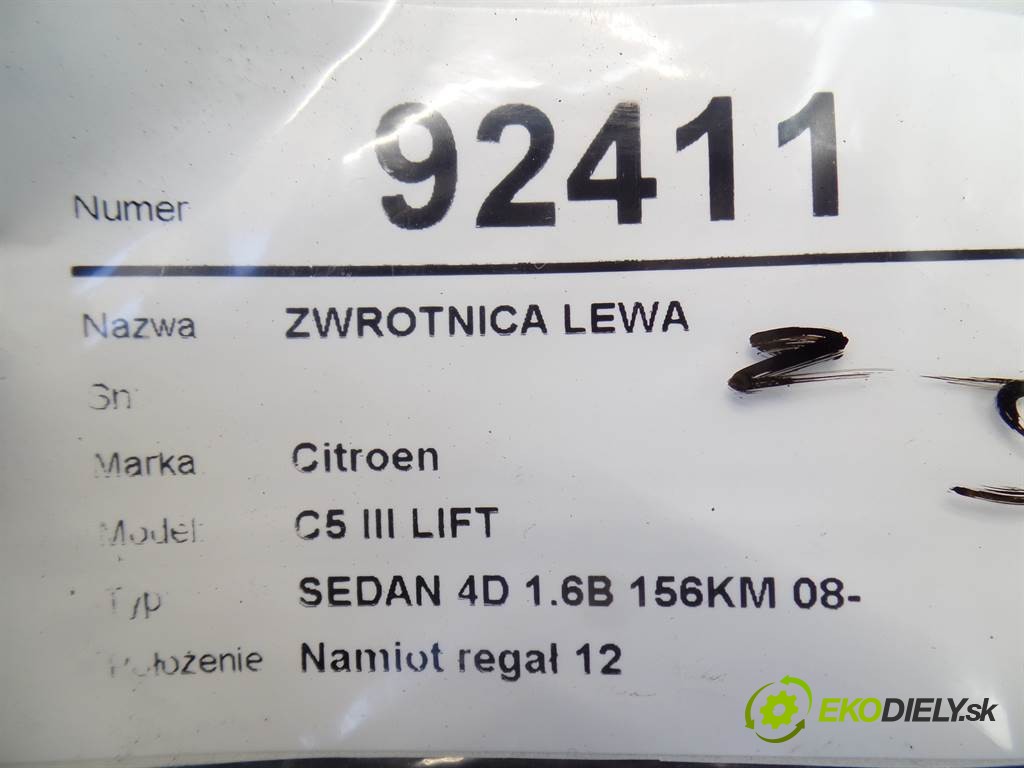 Numer 92411
Nazwa ZWROTNICA LEWA
Sn
Marka Citroen
Model: C5 III LIFT
Typ SEDAN 4D 1.6B 156KM 08-
Położenie Namiot regał 12
EKODIELY.sk